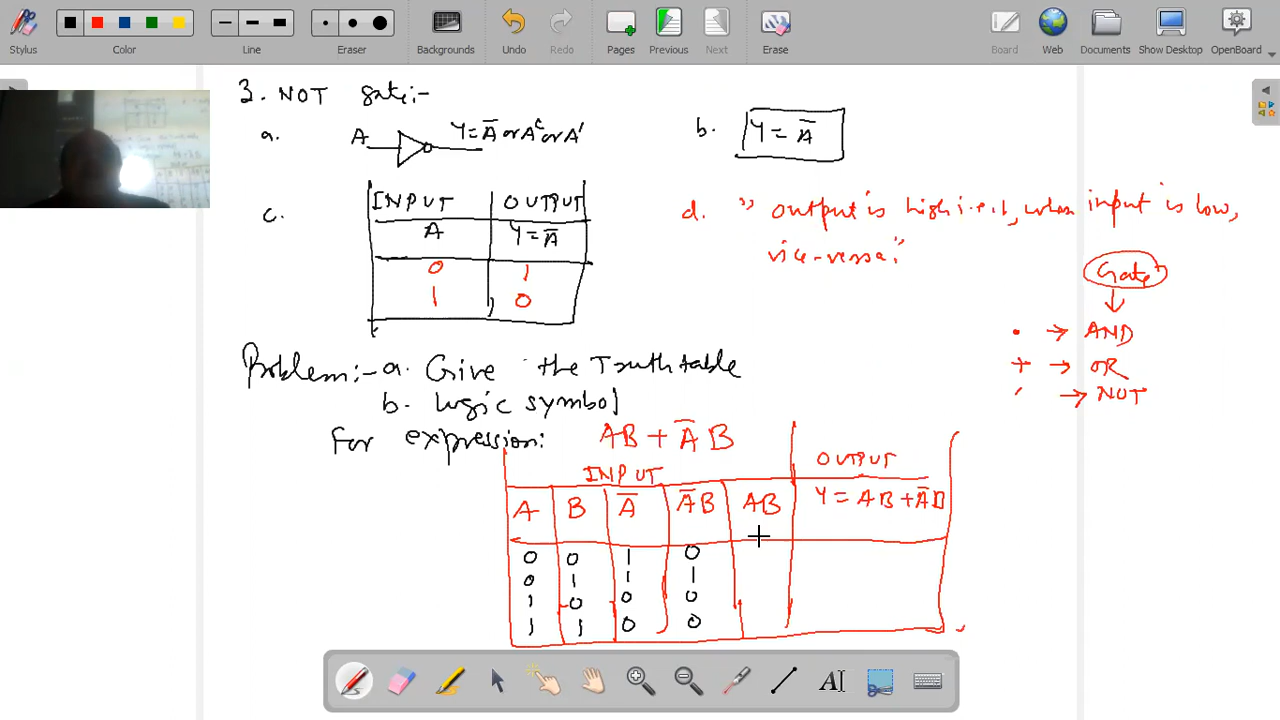 Stylus
Color
Line
Eraser
Backgrounds
Undo
Redo
Pages
Previous
Next
Erase
Board
Web
Documents
Show Desktop
OpenBoard
3. NOT gate:-
a. A Y = A̅ or Aᶜ or A'
b. Y = A̅
c. INPUT OUTPUT
A Y = A̅
0 1
1 0
d. " output is high i.e. 1, when input is low,
vice-versa."
Gate
• → AND
+ → OR
' → NOT
Problem:- a. Give the Truth table
b. Logic symbol
For expression: AB + A̅ B
INPUT OUTPUT
A B A̅ A̅B AB Y = AB + A̅B
0 0 1 0
0 1 1 1
1 0 0 0
1 1 0 0